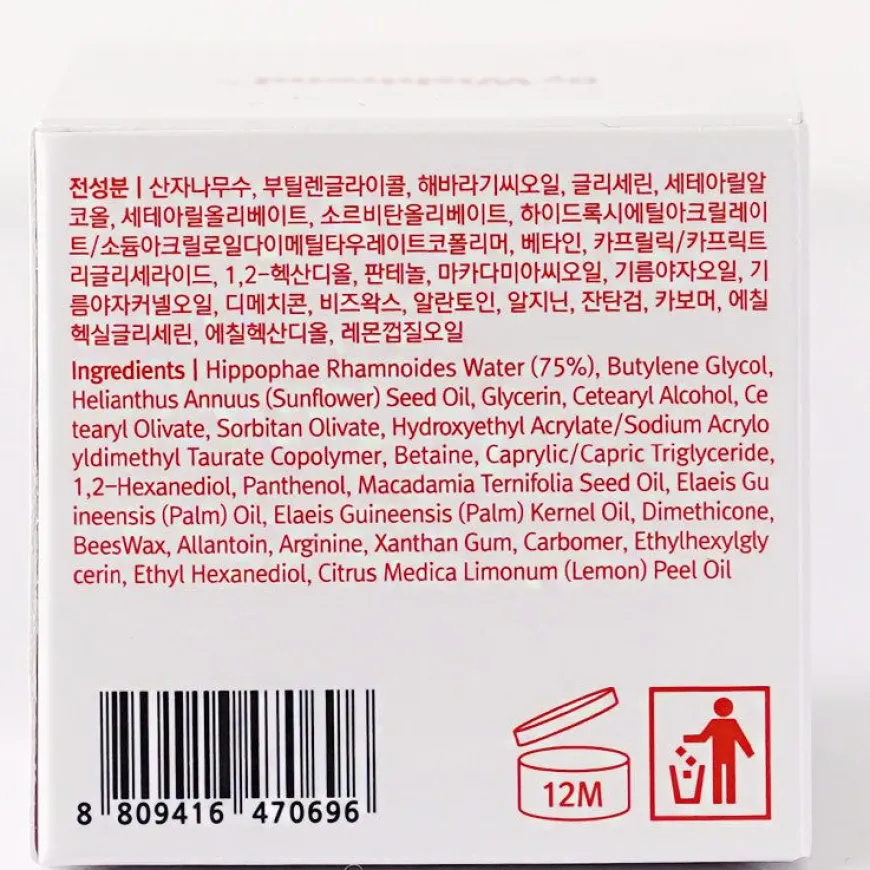 By Wishtrend
전성분 | 산자나무수, 부틸렌글라이콜, 해바라기씨오일, 글리세린, 세테아릴알
코올, 세테아릴올리베이트, 소르비탄올리베이트, 하이드록시에틸아크릴레이
트/소듐아크릴로일다이메틸타우레이트코폴리머, 베타인, 카프릴릭/카프릭트
리글리세라이드, 1,2-헥산디올, 판테놀, 마카다미아씨오일, 기름야자오일, 기
름야자커넬오일, 디메치콘, 비즈왁스, 알란토인, 알지닌, 잔탄검, 카보머, 에칠
헥실글리세린, 에칠헥산디올, 레몬껍질오일
Ingredients | Hippophae Rhamnoides Water (75%), Butylene Glycol,
Helianthus Annuus (Sunflower) Seed Oil, Glycerin, Cetearyl Alcohol, Ce
tearyl Olivate, Sorbitan Olivate, Hydroxyethyl Acrylate/Sodium Acrylo
yldimethyl Taurate Copolymer, Betaine, Caprylic/Capric Triglyceride,
1,2-Hexanediol, Panthenol, Macadamia Ternifolia Seed Oil, Elaeis Gu
ineensis (Palm) Oil, Elaeis Guineensis (Palm) Kernel Oil, Dimethicone,
BeesWax, Allantoin, Arginine, Xanthan Gum, Carbomer, Ethylhexylgly
cerin, Ethyl Hexanediol, Citrus Medica Limonum (Lemon) Peel Oil
8 809416 470696
12M